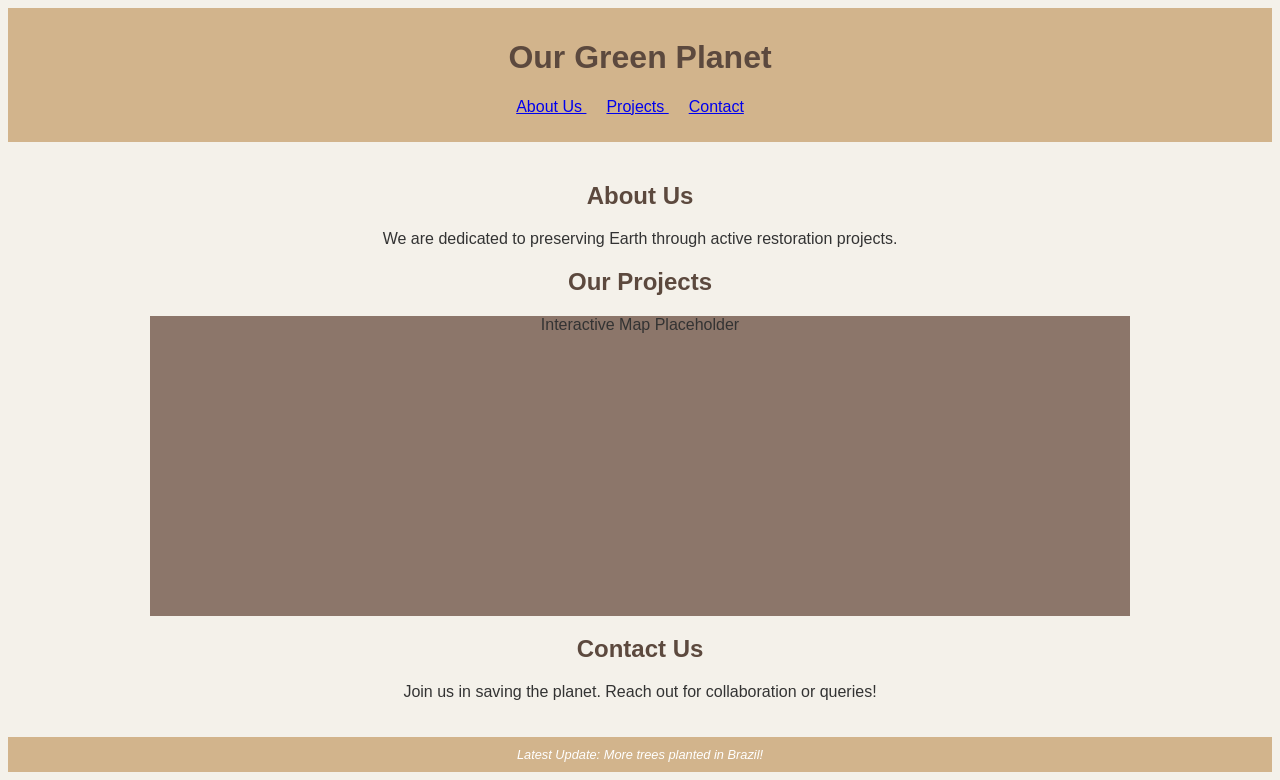 Our Green Planet
About Us Projects Contact
About Us
We are dedicated to preserving Earth through active restoration projects.
Our Projects
Interactive Map Placeholder
Contact Us
Join us in saving the planet. Reach out for collaboration or queries!
Latest Update: More trees planted in Brazil!